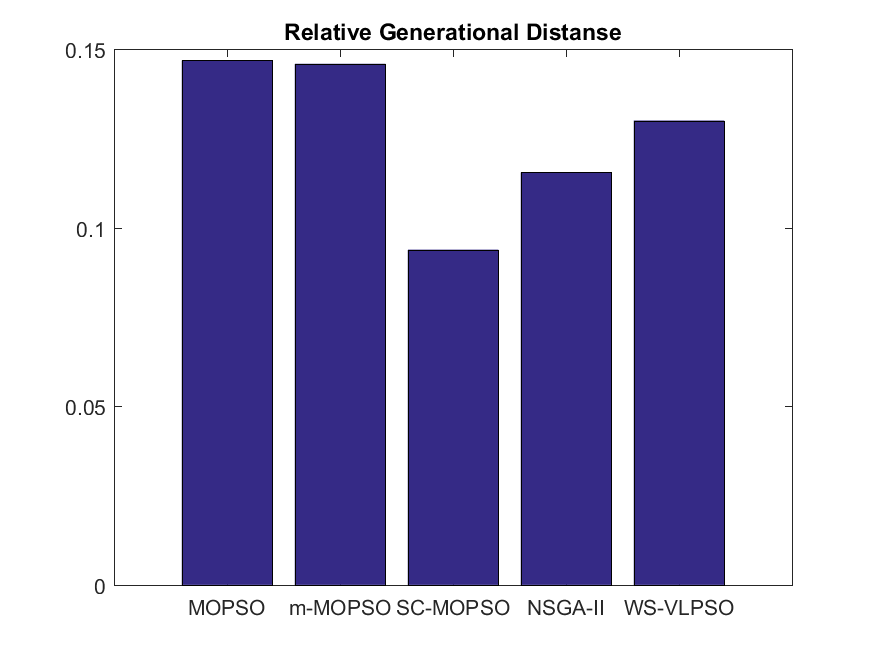 Relative Generational Distanse
0.15
0.1
0.05
0
MOPSO m-MOPSO SC-MOPSO NSGA-II WS-VLPSO